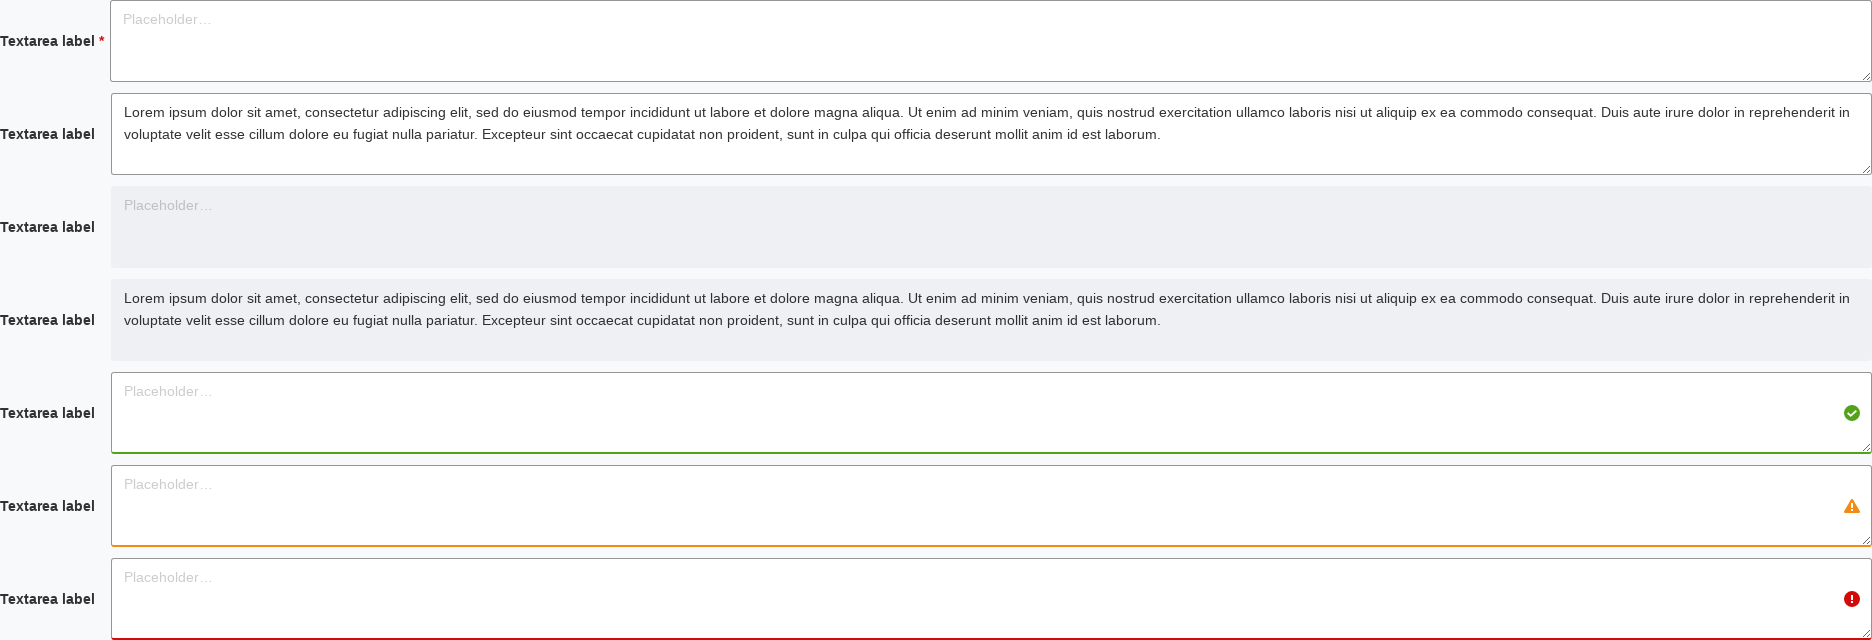 Placeholder…
Textarea label *
Lorem ipsum dolor sit amet, consectetur adipiscing elit, sed do eiusmod tempor incididunt ut labore et dolore magna aliqua. Ut enim ad minim veniam, quis nostrud exercitation ullamco laboris nisi ut aliquip ex ea commodo consequat. Duis aute irure dolor in reprehenderit in
Textarea label
voluptate velit esse cillum dolore eu fugiat nulla pariatur. Excepteur sint occaecat cupidatat non proident, sunt in culpa qui officia deserunt mollit anim id est laborum.
Placeholder…
Textarea label
Lorem ipsum dolor sit amet, consectetur adipiscing elit, sed do eiusmod tempor incididunt ut labore et dolore magna aliqua. Ut enim ad minim veniam, quis nostrud exercitation ullamco laboris nisi ut aliquip ex ea commodo consequat. Duis aute irure dolor in reprehenderit in
Textarea label
voluptate velit esse cillum dolore eu fugiat nulla pariatur. Excepteur sint occaecat cupidatat non proident, sunt in culpa qui officia deserunt mollit anim id est laborum.
Placeholder…
Textarea label
Placeholder…
Textarea label
Placeholder…
Textarea label